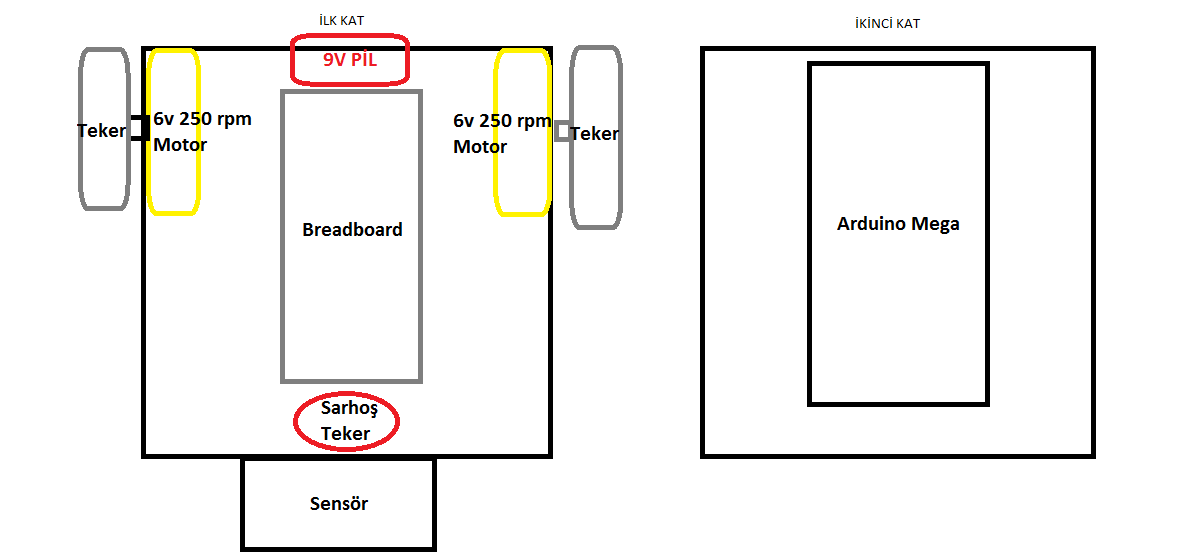 İLK KAT
İKİNCİ KAT
9V PİL
Teker
6v 250 rpm
Motor
6v 250 rpm
Motor
Teker
Breadboard
Arduino Mega
Sarhoş
Teker
Sensör